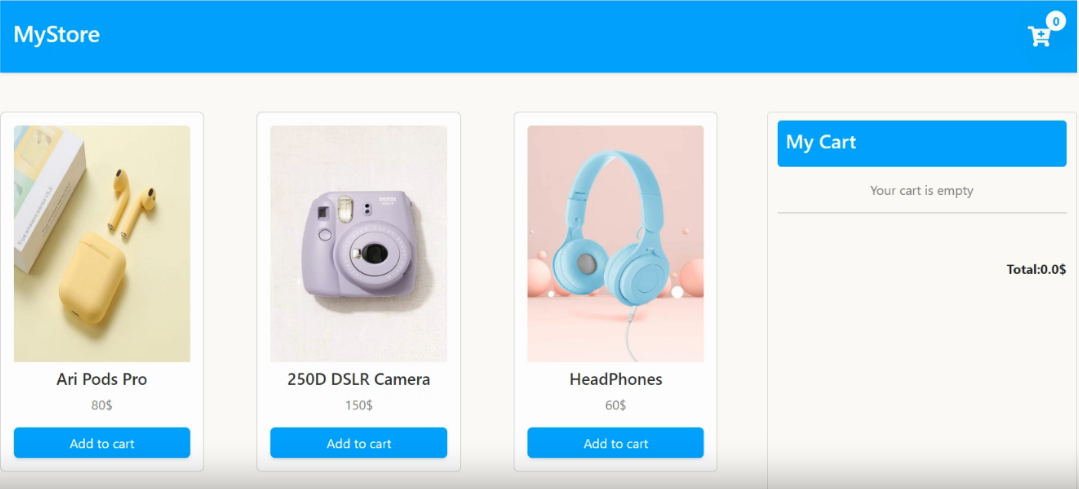 MyStore
0
Ari Pods Pro
80$
Add to cart
250D DSLR Camera
150$
Add to cart
HeadPhones
60$
Add to cart
My Cart
Your cart is empty
Total:0.0$